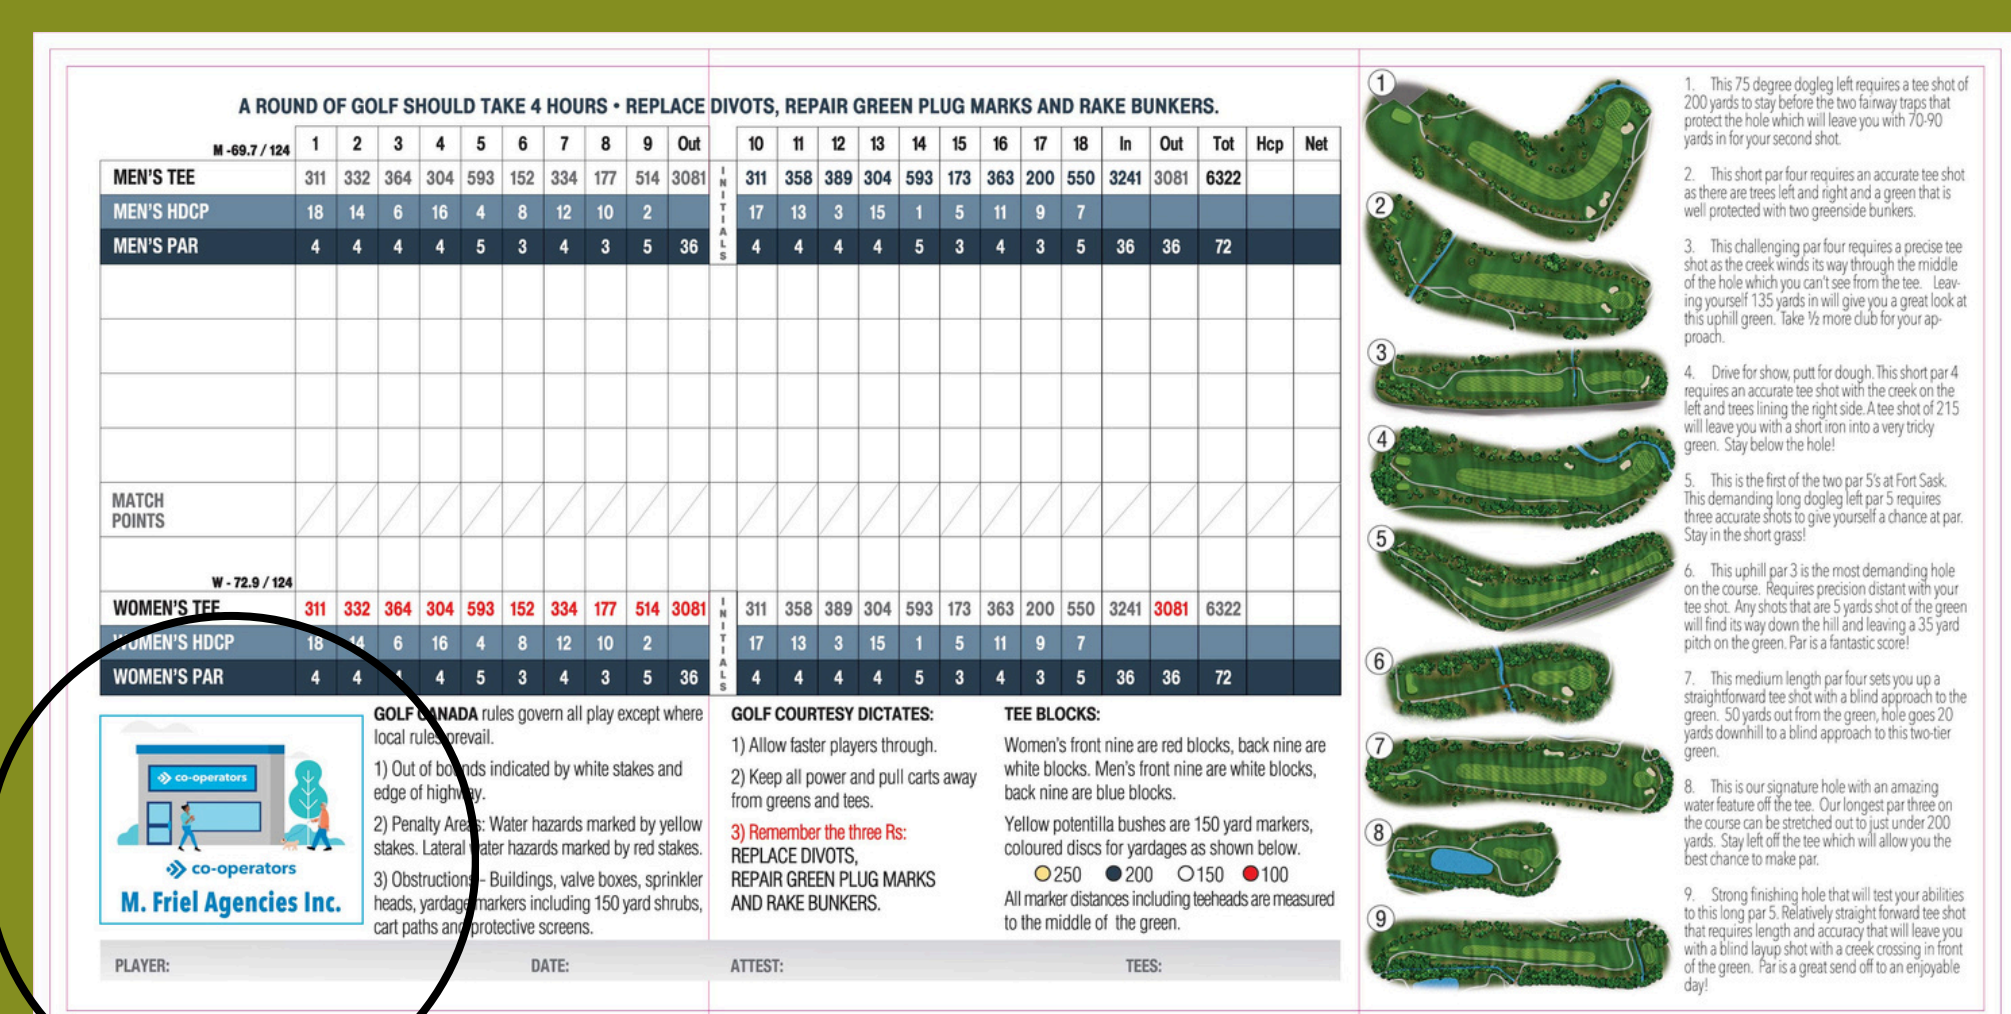 A ROUND OF GOLF SHOULD TAKE 4 HOURS • REPLACE DIVOTS, REPAIR GREEN PLUG MARKS AND RAKE BUNKERS.
M -69.7 / 124 1 2 3 4 5 6 7 8 9 Out 10 11 12 13 14 15 16 17 18 In Out Tot Hcp Net
MEN'S TEE 311 332 364 304 593 152 334 177 514 3081 INITIALS 311 358 389 304 593 173 363 200 550 3241 3081 6322
MEN'S HDCP 18 14 6 16 4 8 12 10 2 17 13 3 15 1 5 11 9 7
MEN'S PAR 4 4 4 4 5 3 4 3 5 36 4 4 4 4 5 3 4 3 5 36 36 72
MATCH
POINTS
W - 72.9 / 124
WOMEN'S TEE 311 332 364 304 593 152 334 177 514 3081 INITIALS 311 358 389 304 593 173 363 200 550 3241 3081 6322
WOMEN'S HDCP 18 14 6 16 4 8 12 10 2 17 13 3 15 1 5 11 9 7
WOMEN'S PAR 4 4 4 4 5 3 4 3 5 36 4 4 4 4 5 3 4 3 5 36 36 72
co-operators
co-operators
M. Friel Agencies Inc.
GOLF CANADA rules govern all play except where
local rules prevail.
1) Out of bounds indicated by white stakes and
edge of highway.
2) Penalty Areas: Water hazards marked by yellow
stakes. Lateral water hazards marked by red stakes.
3) Obstructions - Buildings, valve boxes, sprinkler
heads, yardage markers including 150 yard shrubs,
cart paths and protective screens.
GOLF COURTESY DICTATES:
1) Allow faster players through.
2) Keep all power and pull carts away
from greens and tees.
3) Remember the three Rs:
REPLACE DIVOTS,
REPAIR GREEN PLUG MARKS
AND RAKE BUNKERS.
TEE BLOCKS:
Women's front nine are red blocks, back nine are
white blocks. Men's front nine are white blocks,
back nine are blue blocks.
Yellow potentilla bushes are 150 yard markers,
coloured discs for yardages as shown below.
250 200 150 100
All marker distances including teeheads are measured
to the middle of the green.
PLAYER: DATE: ATTEST: TEES:
1
2
3
4
5
6
7
8
9
1. This 75 degree dogleg left requires a tee shot of
200 yards to stay before the two fairway traps that
protect the hole which will leave you with 70-90
yards in for your second shot.
2. This short par four requires an accurate tee shot
as there are trees left and right and a green that is
well protected with two greenside bunkers.
3. This challenging par four requires a precise tee
shot as the creek winds its way through the middle
of the hole which you can't see from the tee. Leav-
ing yourself 135 yards in will give you a great look at
this uphill green. Take ½ more club for your ap-
proach.
4. Drive for show, putt for dough. This short par 4
requires an accurate tee shot with the creek on the
left and trees lining the right side. A tee shot of 215
will leave you with a short iron into a very tricky
green. Stay below the hole!
5. This is the first of the two par 5's at Fort Sask.
This demanding long dogleg left par 5 requires
three accurate shots to give yourself a chance at par.
Stay in the short grass!
6. This uphill par 3 is the most demanding hole
on the course. Requires precision distant with your
tee shot. Any shots that are 5 yards shot of the green
will find its way down the hill and leaving a 35 yard
pitch on the green. Par is a fantastic score!
7. This medium length par four sets you up a
straightforward tee shot with a blind approach to the
green. 50 yards out from the green, hole goes 20
yards downhill to a blind approach to this two-tier
green.
8. This is our signature hole with an amazing
water feature off the tee. Our longest par three on
the course can be stretched out to just under 200
yards. Stay left off the tee which will allow you the
best chance to make par.
9. Strong finishing hole that will test your abilities
to this long par 5. Relatively straight forward tee shot
that requires length and accuracy that will leave you
with a blind layup shot with a creek crossing in front
of the green. Par is a great send off to an enjoyable
day!